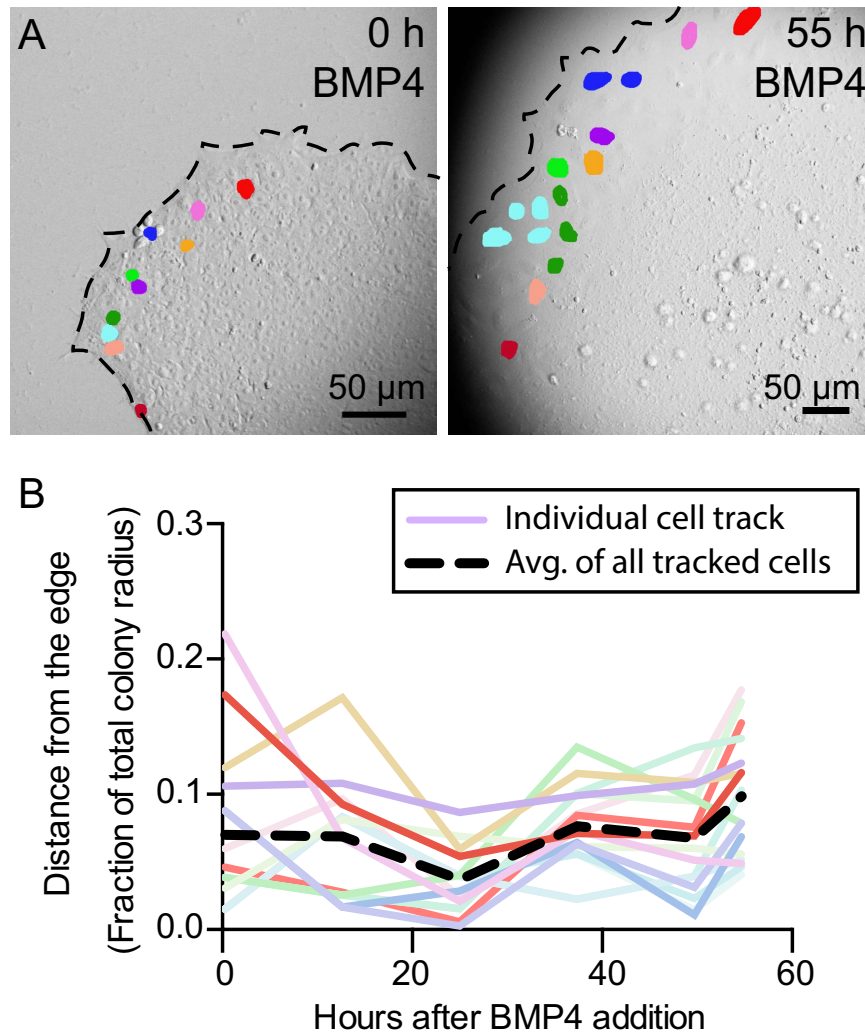 A
0 h
BMP4
50 µm
55 h
BMP4
50 µm
B
Individual cell track
Avg. of all tracked cells
Distance from the edge
(Fraction of total colony radius)
0.3
0.2
0.1
0.0
0
20
40
60
Hours after BMP4 addition